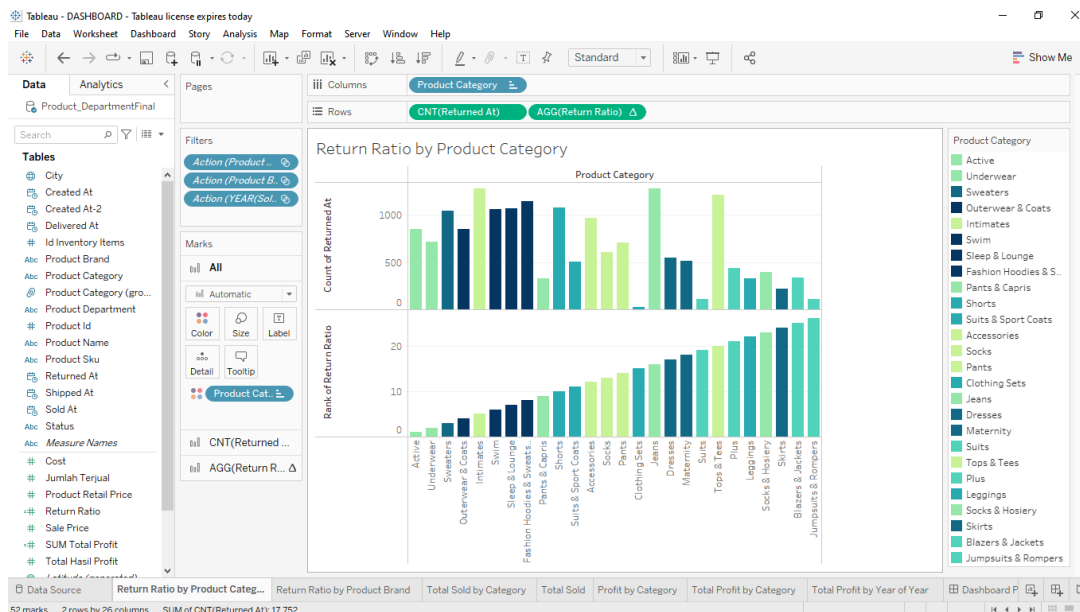 Tableau - DASHBOARD - Tableau license expires today
File Data Worksheet Dashboard Story Analysis Map Format Server Window Help
Standard
Show Me
Data Analytics
Product_DepartmentFinal
Search
Tables
City
Created At
Created At-2
Delivered At
Id Inventory Items
Abc Product Brand
Abc Product Category
Product Category (gro...
Abc Product Department
Product Id
Abc Product Name
Abc Product Sku
Returned At
Shipped At
Sold At
Abc Status
Abc Measure Names
Cost
Jumlah Terjual
Product Retail Price
Return Ratio
Sale Price
SUM Total Profit
Total Hasil Profit
Latitude (generated)
Pages
Filters
Action (Product ..
Action (Product B..
Action (YEAR(Sol..
Marks
All
Automatic
Color Size Label
Detail Tooltip
Product Cat..
CNT(Returned ...
AGG(Return R... Δ
Columns
Product Category
Rows
CNT(Returned At)
AGG(Return Ratio) Δ
Return Ratio by Product Category
Product Category
Count of Returned At
1000
500
0
Rank of Return Ratio
20
10
0
Active
Underwear
Sweaters
Outerwear & Coats
Intimates
Swim
Sleep & Lounge
Fashion Hoodies & Sweats..
Pants & Capris
Shorts
Suits & Sport Coats
Accessories
Socks
Pants
Clothing Sets
Jeans
Dresses
Maternity
Suits
Tops & Tees
Plus
Leggings
Socks & Hosiery
Skirts
Blazers & Jackets
Jumpsuits & Rompers
Product Category
Active
Underwear
Sweaters
Outerwear & Coats
Intimates
Swim
Sleep & Lounge
Fashion Hoodies & S..
Pants & Capris
Shorts
Suits & Sport Coats
Accessories
Socks
Pants
Clothing Sets
Jeans
Dresses
Maternity
Suits
Tops & Tees
Plus
Leggings
Socks & Hosiery
Skirts
Blazers & Jackets
Jumpsuits & Rompers
Data Source
Return Ratio by Product Categ...
Return Ratio by Product Brand
Total Sold by Category
Total Sold
Profit by Category
Total Profit by Category
Total Profit by Year of Year
Dashboard P
52 marks 2 rows by 26 columns SUM of CNT(Returned At): 17,752